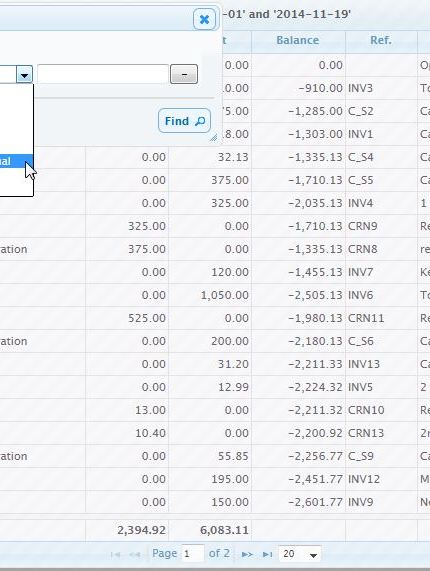 -01' and '2014-11-19'
t Balance Ref.
0.00 0.00 Op
0.00 -910.00 INV3 To
75.00 -1,285.00 C_S2 Ca
8.00 -1,303.00 INV1 Ca
0.00 32.13 -1,335.13 C_S4 Ca
0.00 375.00 -1,710.13 C_S5 Ca
0.00 325.00 -2,035.13 INV4 1
325.00 0.00 -1,710.13 CRN9 Re
ration 375.00 0.00 -1,335.13 CRN8 re
0.00 120.00 -1,455.13 INV7 Ke
0.00 1,050.00 -2,505.13 INV6 To
525.00 0.00 -1,980.13 CRN11 Re
ration 0.00 200.00 -2,180.13 C_S6 Ca
0.00 31.20 -2,211.33 INV13 Ca
0.00 12.99 -2,224.32 INV5 2
13.00 0.00 -2,211.32 CRN10 Re
10.40 0.00 -2,200.92 CRN13 2r
ration 0.00 55.85 -2,256.77 C_S9 Ca
0.00 195.00 -2,451.77 INV12 M
0.00 150.00 -2,601.77 INV9 Ne
2,394.92 6,083.11
Page 1 of 2 20
-
Find
ual